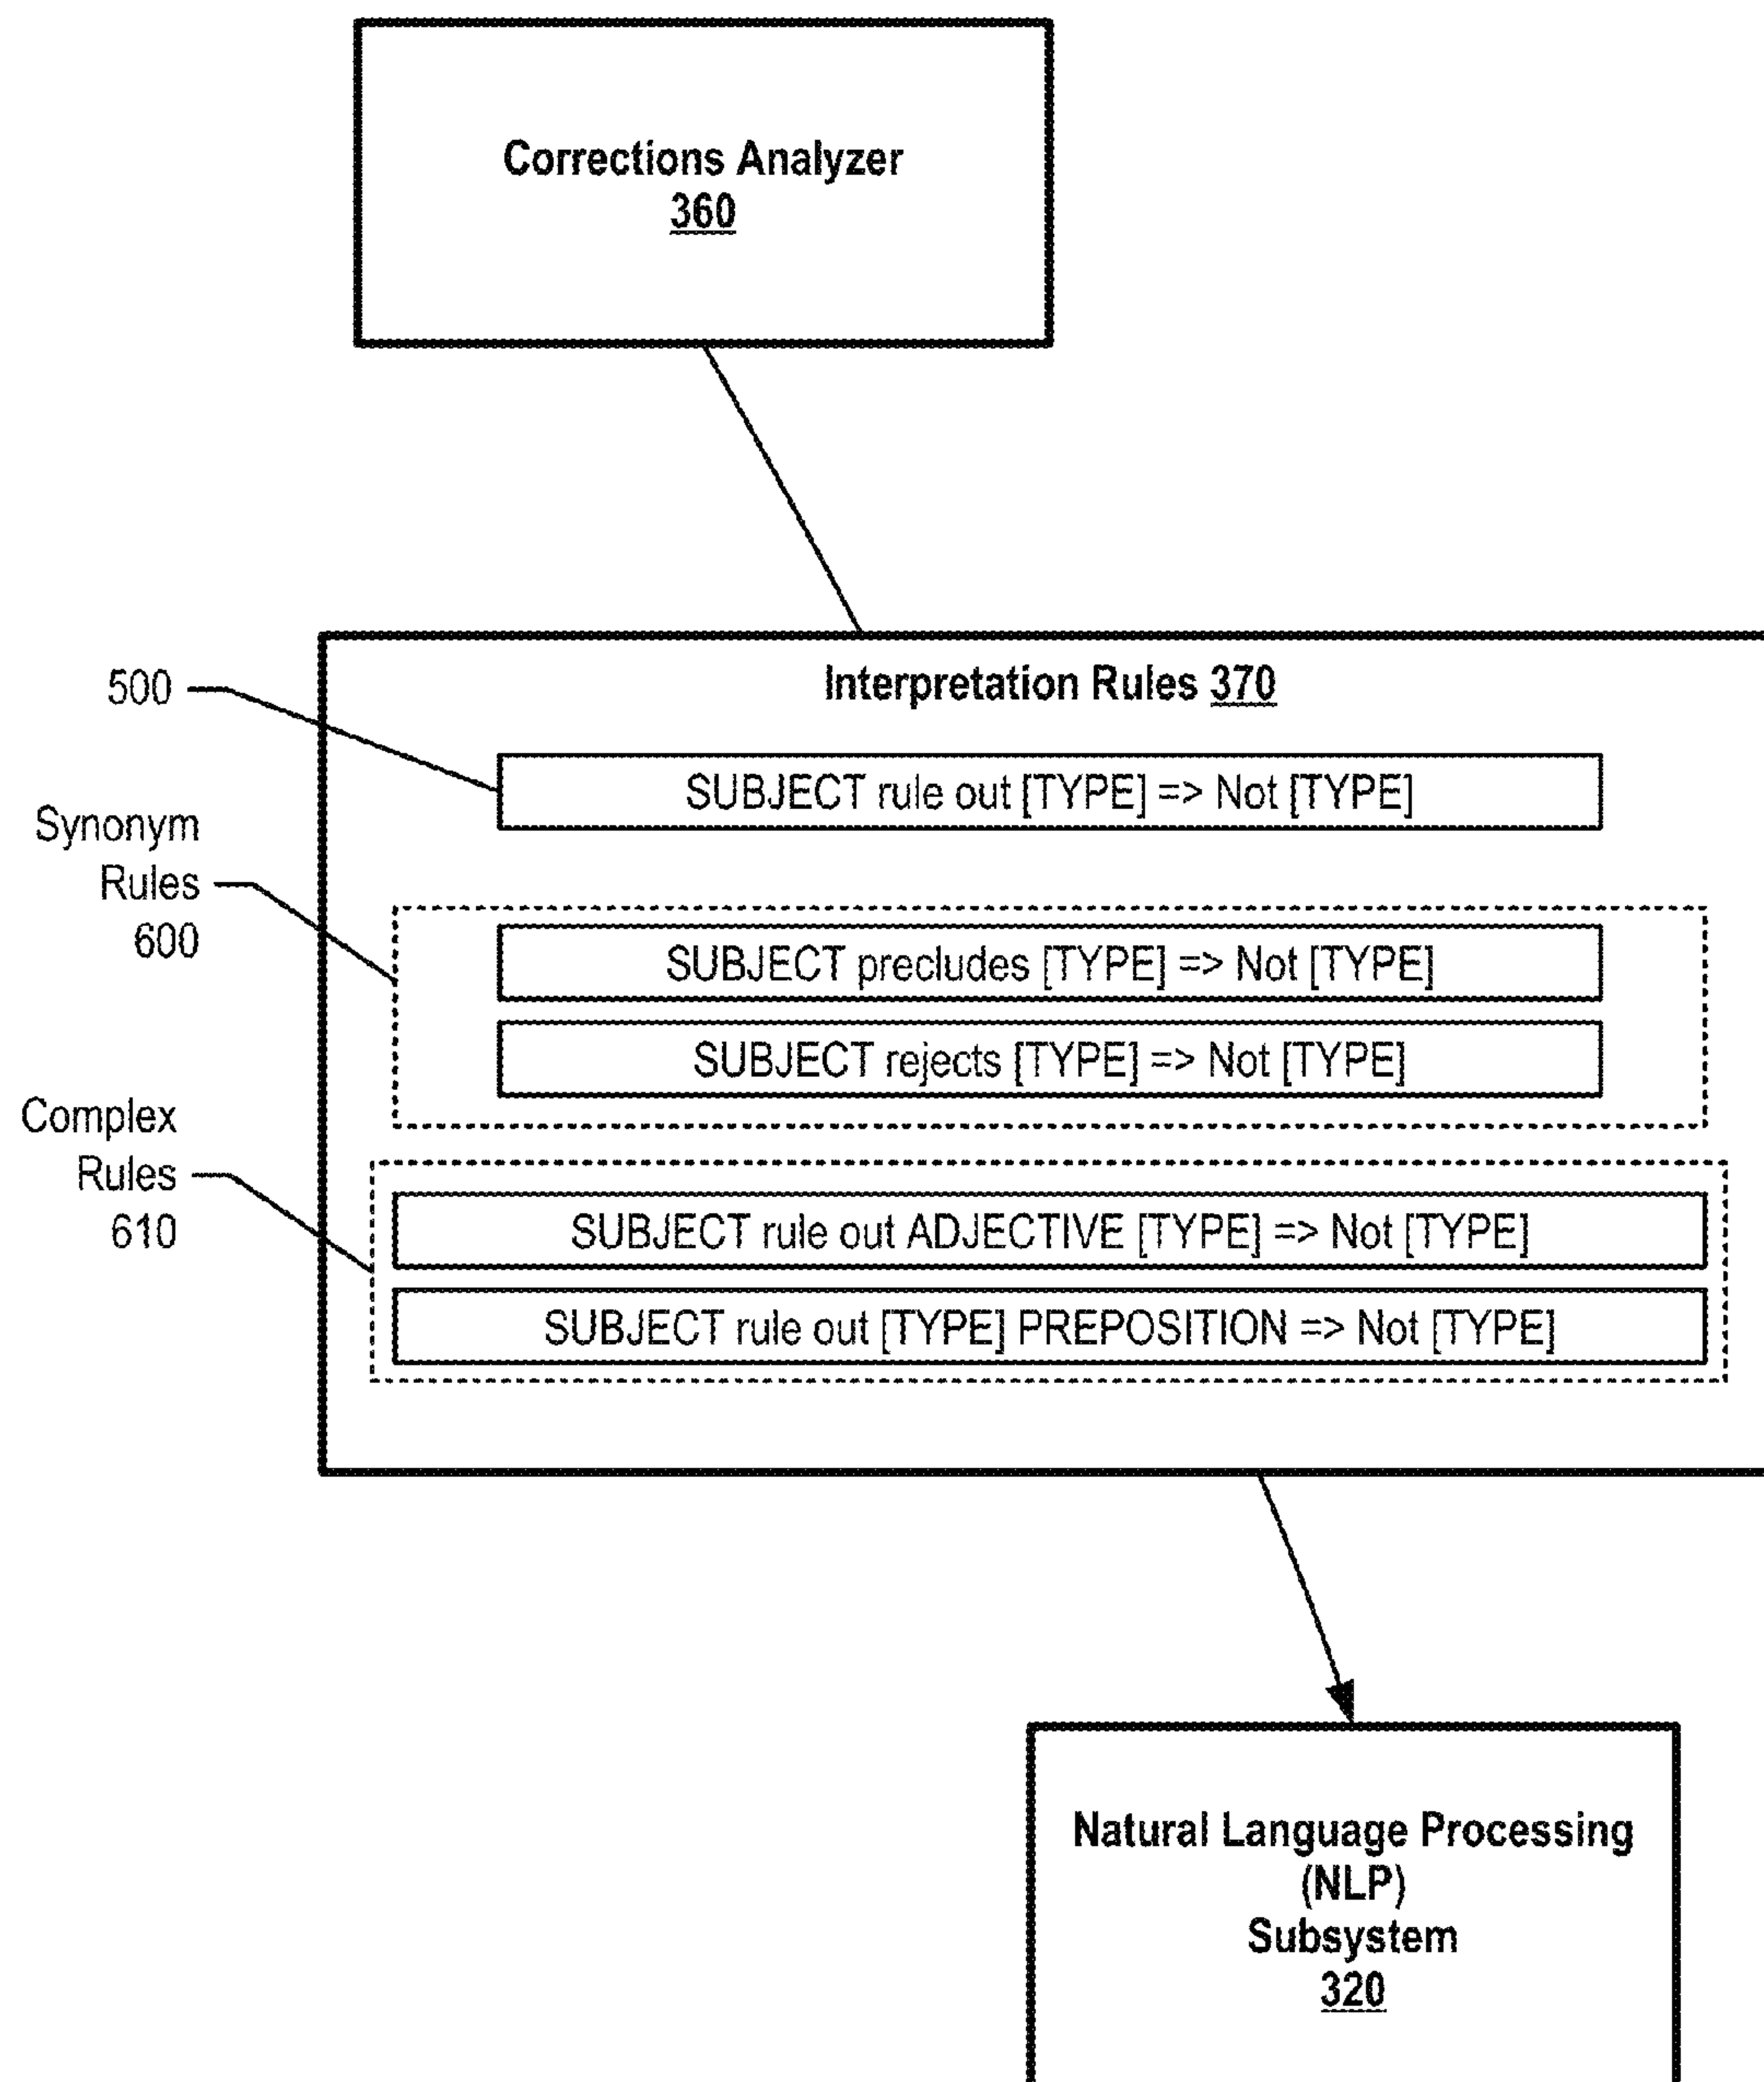 Corrections Analyzer
360
Interpretation Rules 370
500
SUBJECT rule out [TYPE] => Not [TYPE]
Synonym
Rules
600
SUBJECT precludes [TYPE] => Not [TYPE]
SUBJECT rejects [TYPE] => Not [TYPE]
Complex
Rules
610
SUBJECT rule out ADJECTIVE [TYPE] => Not [TYPE]
SUBJECT rule out [TYPE] PREPOSITION => Not [TYPE]
Natural Language Processing
(NLP)
Subsystem
320